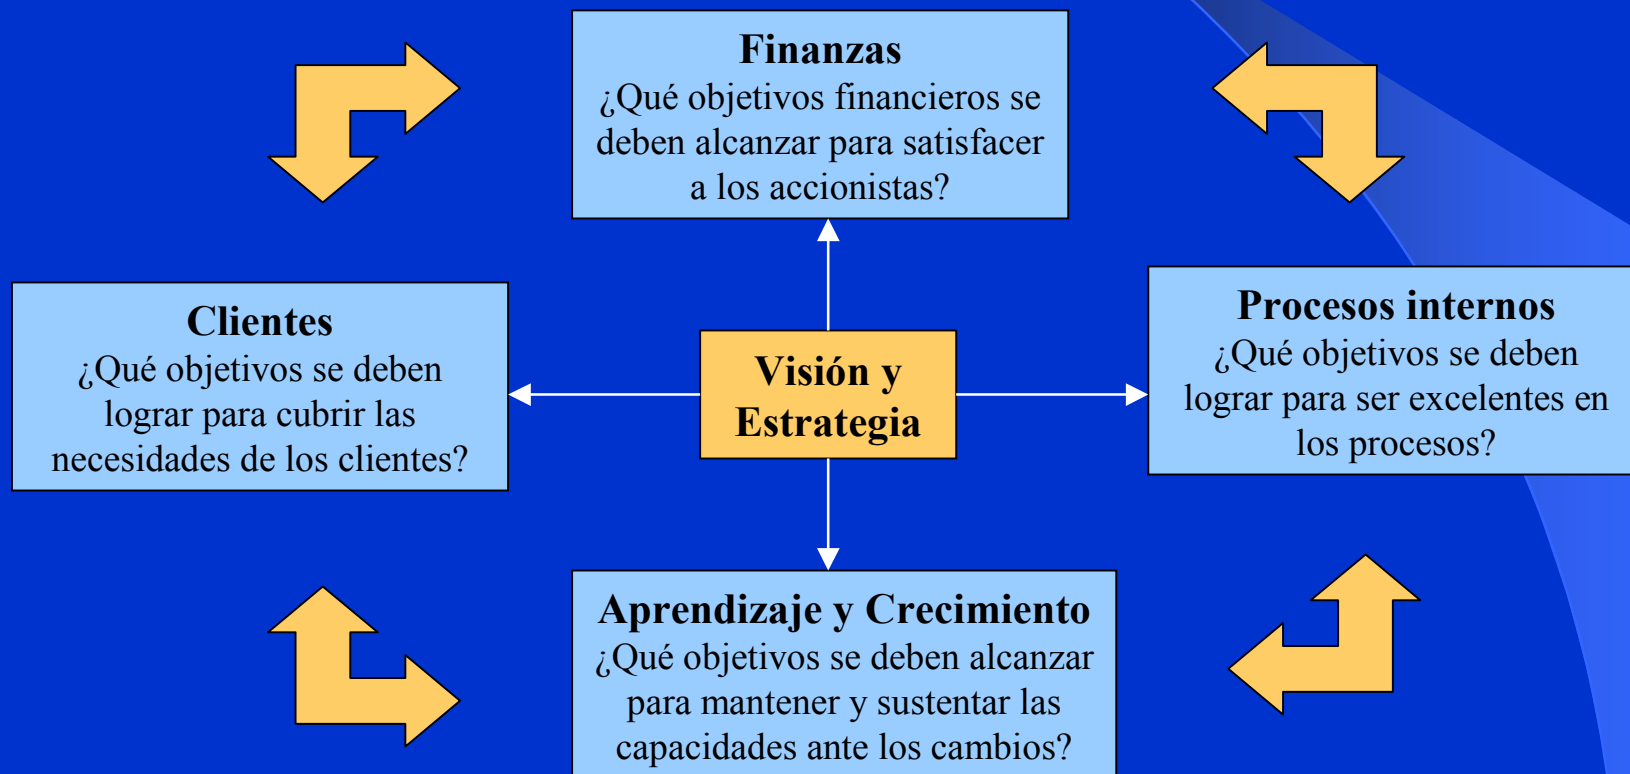 Finanzas
¿Qué objetivos financieros se
deben alcanzar para satisfacer
a los accionistas?
Clientes
¿Qué objetivos se deben
lograr para cubrir las
necesidades de los clientes?
Visión y
Estrategia
Procesos internos
¿Qué objetivos se deben
lograr para ser excelentes en
los procesos?
Aprendizaje y Crecimiento
¿Qué objetivos se deben alcanzar
para mantener y sustentar las
capacidades ante los cambios?